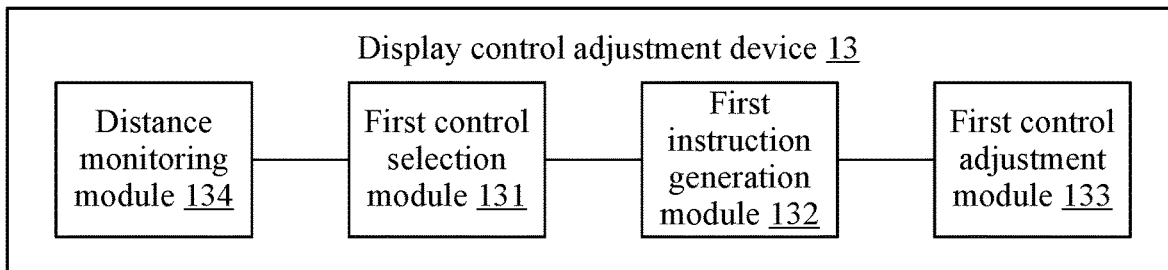 Display control adjustment device 13
Distance
monitoring
module 134
First control
selection
module 131
First
instruction
generation
module 132
First control
adjustment
module 133